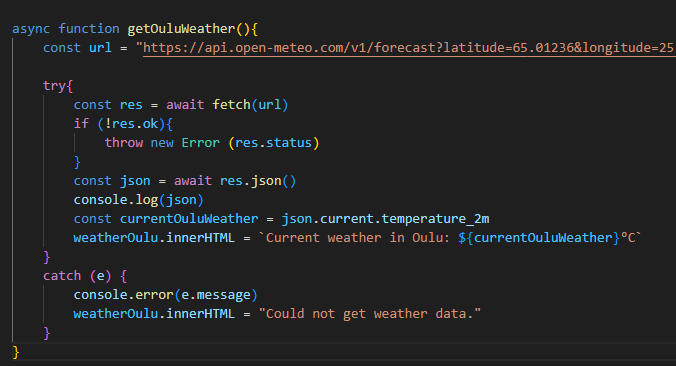 async function getOuluWeather(){
    const url = "https://api.open-meteo.com/v1/forecast?latitude=65.01236&longitude=25
    try{
        const res = await fetch(url)
        if (!res.ok){
            throw new Error (res.status)
        }
        const json = await res.json()
        console.log(json)
        const currentOuluWeather = json.current.temperature_2m
        weatherOulu.innerHTML = `Current weather in Oulu: ${currentOuluWeather}°C`
    }
    catch (e) {
        console.error(e.message)
        weatherOulu.innerHTML = "Could not get weather data."
    }
}